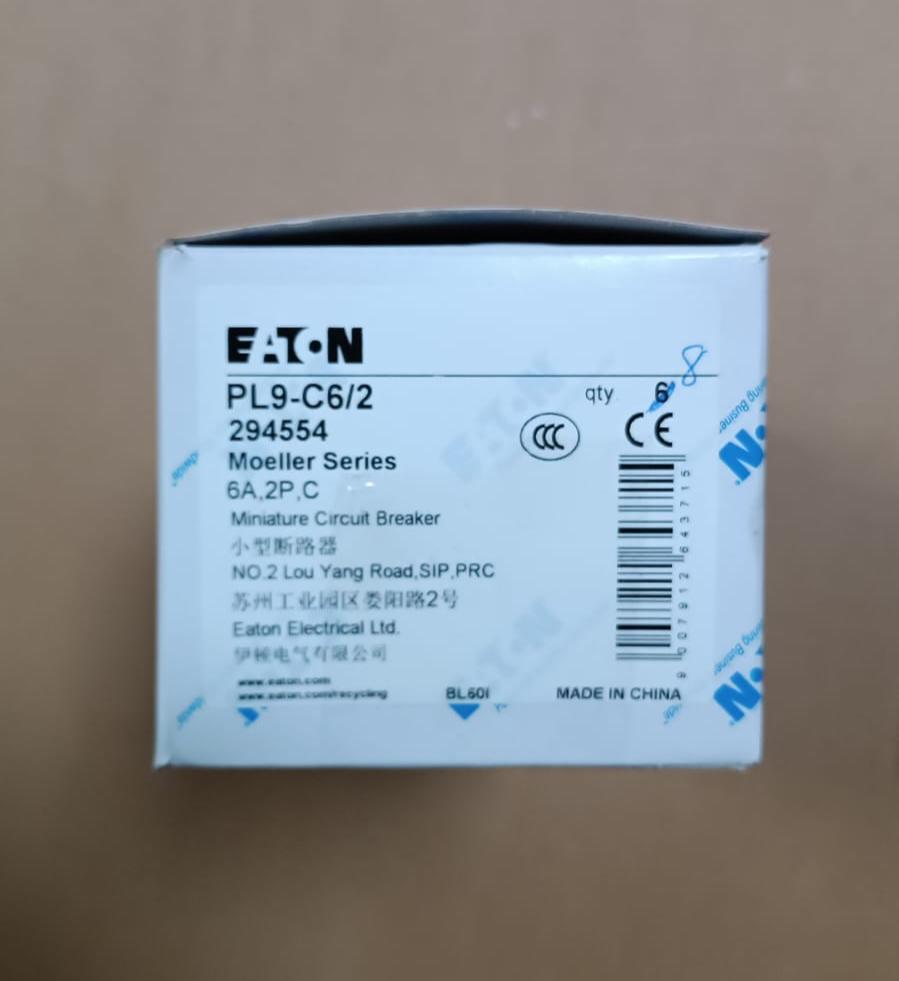 EATON
PL9-C6/2
qty 6 8
294554
CCC CE
Moeller Series
6A,2P,C
Miniature Circuit Breaker
小型断路器
NO.2 Lou Yang Road,SIP,PRC
苏州工业园区娄阳路2号
Eaton Electrical Ltd.
伊顿电气有限公司
www.eaton.com
www.eaton.com/recycling
BL60I MADE IN CHINA
9007912643715